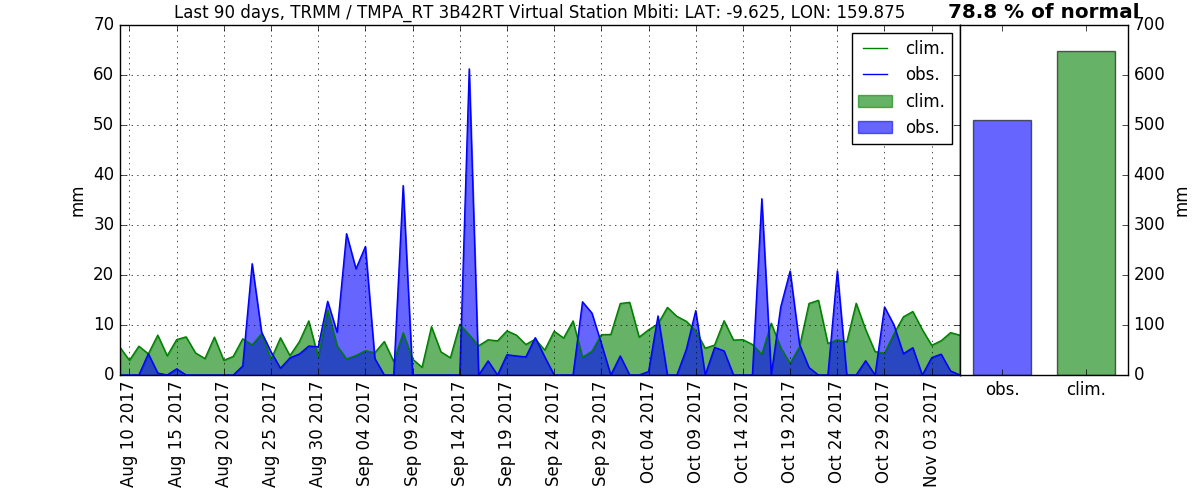 Last 90 days, TRMM / TMPA_RT 3B42RT Virtual Station Mbiti: LAT: -9.625, LON: 159.875
78.8 % of normal
70
60
50
40
30
20
10
0
mm
clim.
obs.
clim.
obs.
700
600
500
400
300
200
100
0
mm
obs.
clim.
Aug 10 2017
Aug 15 2017
Aug 20 2017
Aug 25 2017
Aug 30 2017
Sep 04 2017
Sep 09 2017
Sep 14 2017
Sep 19 2017
Sep 24 2017
Sep 29 2017
Oct 04 2017
Oct 09 2017
Oct 14 2017
Oct 19 2017
Oct 24 2017
Oct 29 2017
Nov 03 2017